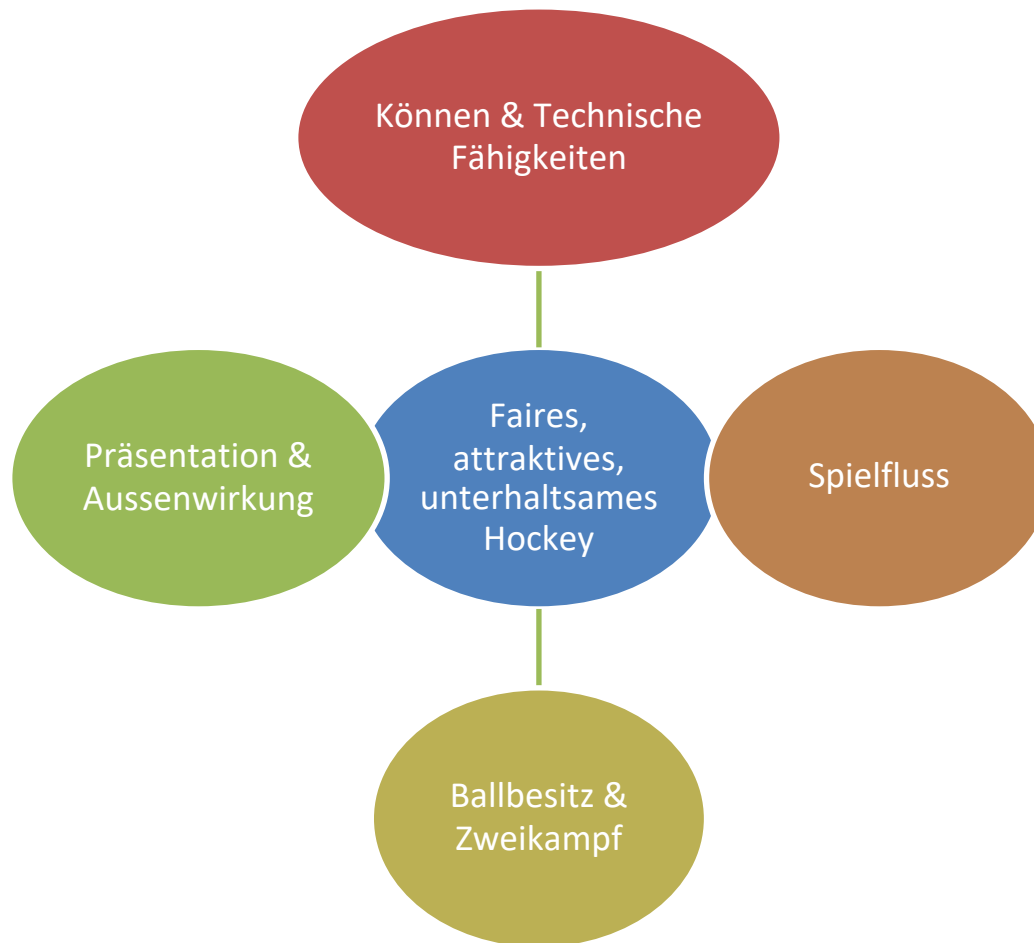 Können & Technische
Fähigkeiten
Präsentation &
Aussenwirkung
Faires,
attraktives,
unterhaltsames
Hockey
Spielfluss
Ballbesitz &
Zweikampf